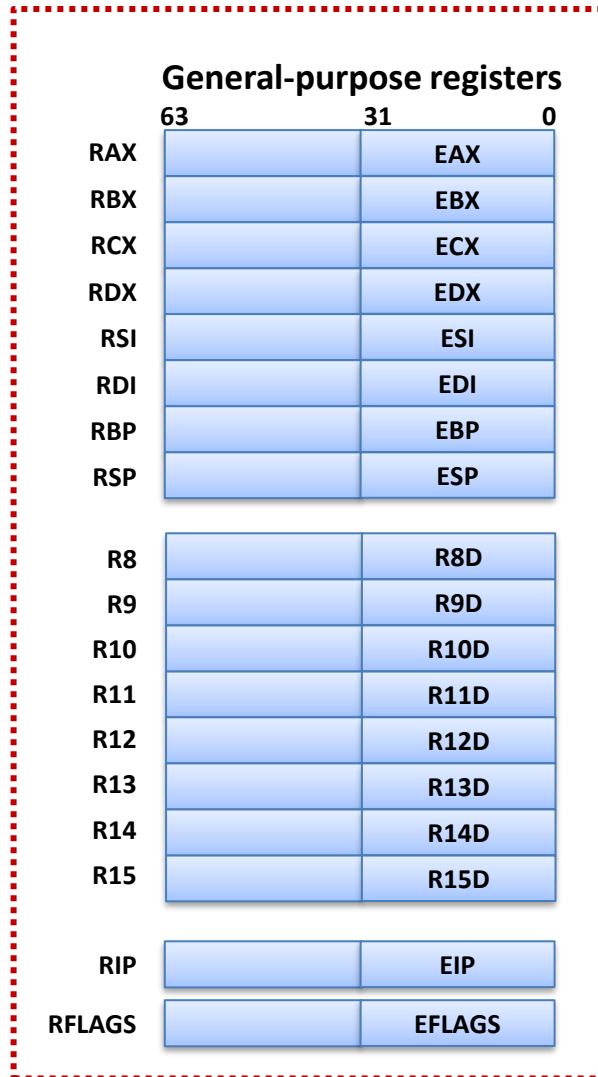 General-purpose registers
63 31 0
RAX EAX
RBX EBX
RCX ECX
RDX EDX
RSI ESI
RDI EDI
RBP EBP
RSP ESP
R8 R8D
R9 R9D
R10 R10D
R11 R11D
R12 R12D
R13 R13D
R14 R14D
R15 R15D
RIP EIP
RFLAGS EFLAGS